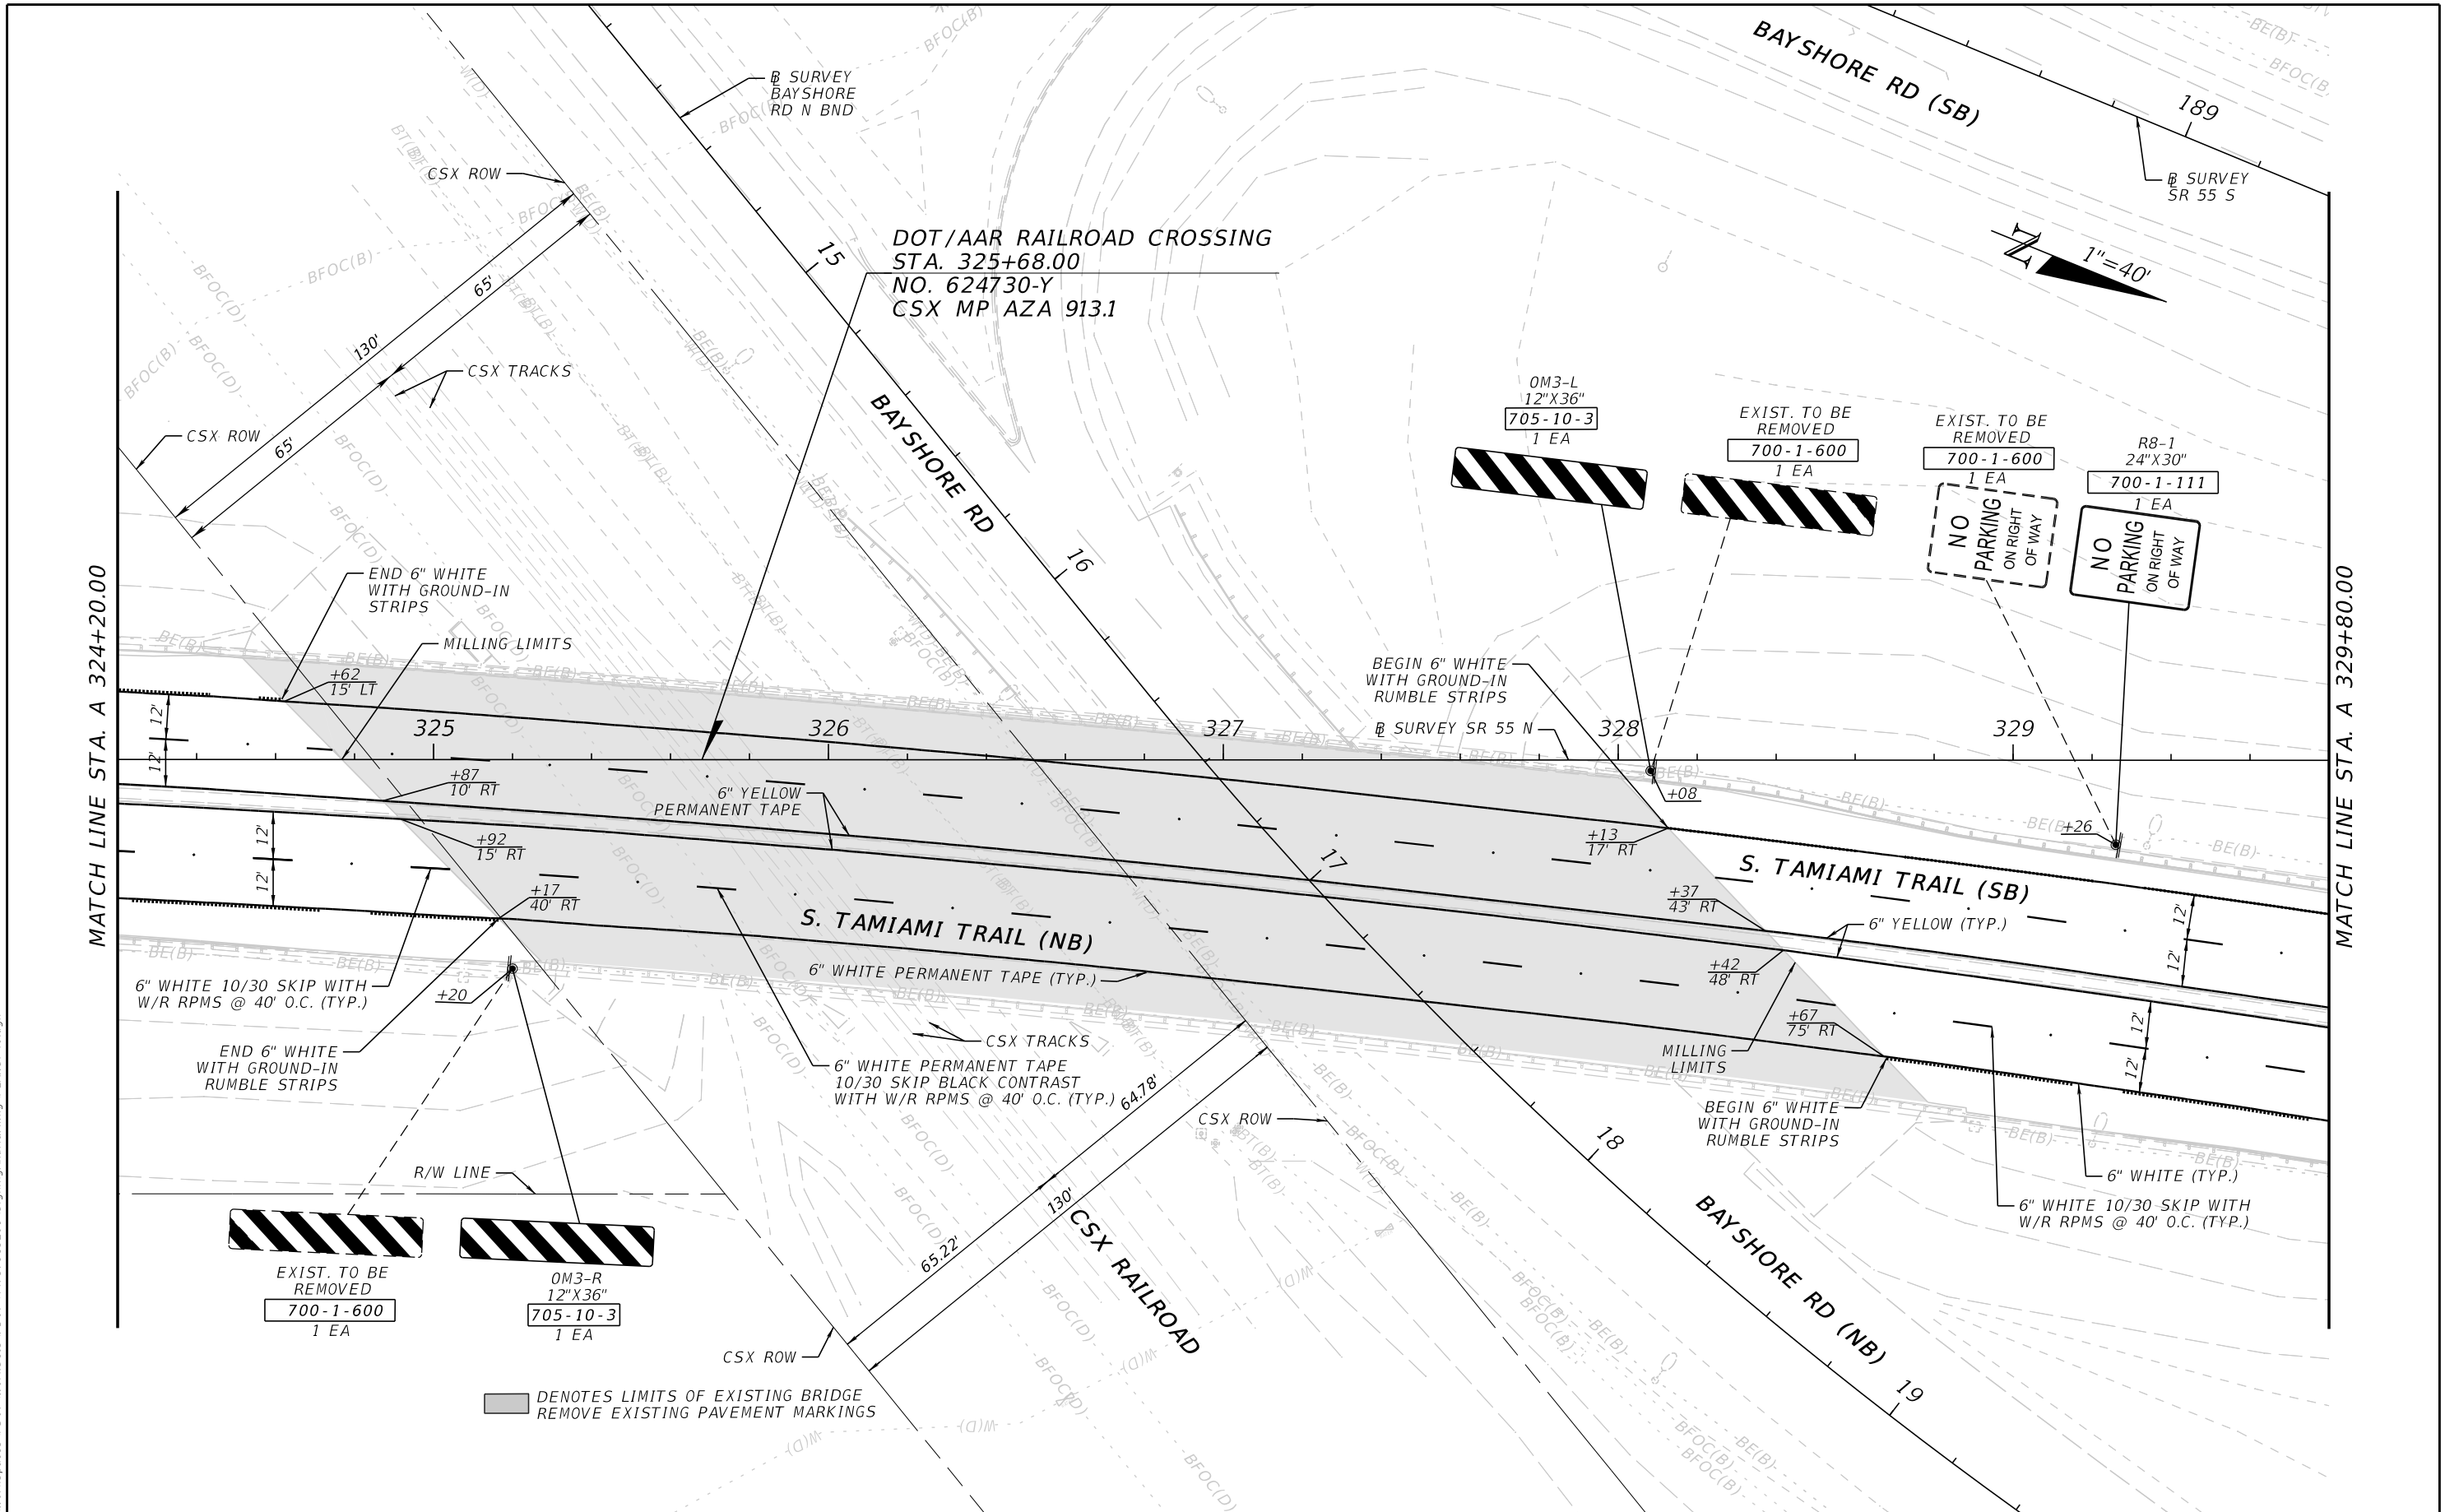 BAYSHORE RD (SB)
189
℄ SURVEY
SR 55 S
℄ SURVEY
BAYSHORE
RD N BND
CSX ROW
N
1"=40'
DOT/AAR RAILROAD CROSSING
STA. 325+68.00
NO. 624730-Y
CSX MP AZA 913.1
15
65'
130'
65'
CSX TRACKS
CSX ROW
BAYSHORE RD
16
OM3-L
12"X36"
705-10-3
1 EA
EXIST. TO BE
REMOVED
700-1-600
1 EA
EXIST. TO BE
REMOVED
700-1-600
1 EA
NO
PARKING
ON RIGHT
OF WAY
R8-1
24"X30"
700-1-111
1 EA
NO
PARKING
ON RIGHT
OF WAY
MATCH LINE STA. A 324+20.00
MATCH LINE STA. A 329+80.00
END 6" WHITE
WITH GROUND-IN
STRIPS
MILLING LIMITS
+62
15' LT
12'
12'
325
326
327
328
329
BEGIN 6" WHITE
WITH GROUND-IN
RUMBLE STRIPS
℄ SURVEY SR 55 N
+87
10' RT
6" YELLOW
PERMANENT TAPE
+08
+26
+92
15' RT
12'
12'
+13
17' RT
17
S. TAMIAMI TRAIL (SB)
+17
40' RT
+37
43' RT
6" YELLOW (TYP.)
12'
12'
S. TAMIAMI TRAIL (NB)
6" WHITE PERMANENT TAPE (TYP.)
+42
48' RT
6" WHITE 10/30 SKIP WITH
W/R RPMS @ 40' O.C. (TYP.)
+20
+67
75' RT
12'
12'
END 6" WHITE
WITH GROUND-IN
RUMBLE STRIPS
CSX TRACKS
6" WHITE PERMANENT TAPE
10/30 SKIP BLACK CONTRAST
WITH W/R RPMS @ 40' O.C. (TYP.)
MILLING
LIMITS
64.78'
130'
65.22'
CSX ROW
BEGIN 6" WHITE
WITH GROUND-IN
RUMBLE STRIPS
18
R/W LINE
6" WHITE (TYP.)
6" WHITE 10/30 SKIP WITH
W/R RPMS @ 40' O.C. (TYP.)
CSX RAILROAD
BAYSHORE RD (NB)
EXIST. TO BE
REMOVED
700-1-600
1 EA
OM3-R
12"X36"
705-10-3
1 EA
CSX ROW
19
DENOTES LIMITS OF EXISTING BRIDGE
REMOVE EXISTING PAVEMENT MARKINGS